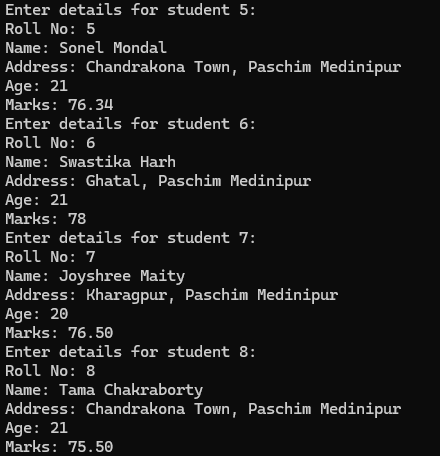 Enter details for student 5:
Roll No: 5
Name: Sonel Mondal
Address: Chandrakona Town, Paschim Medinipur
Age: 21
Marks: 76.34
Enter details for student 6:
Roll No: 6
Name: Swastika Harh
Address: Ghatal, Paschim Medinipur
Age: 21
Marks: 78
Enter details for student 7:
Roll No: 7
Name: Joyshree Maity
Address: Kharagpur, Paschim Medinipur
Age: 20
Marks: 76.50
Enter details for student 8:
Roll No: 8
Name: Tama Chakraborty
Address: Chandrakona Town, Paschim Medinipur
Age: 21
Marks: 75.50